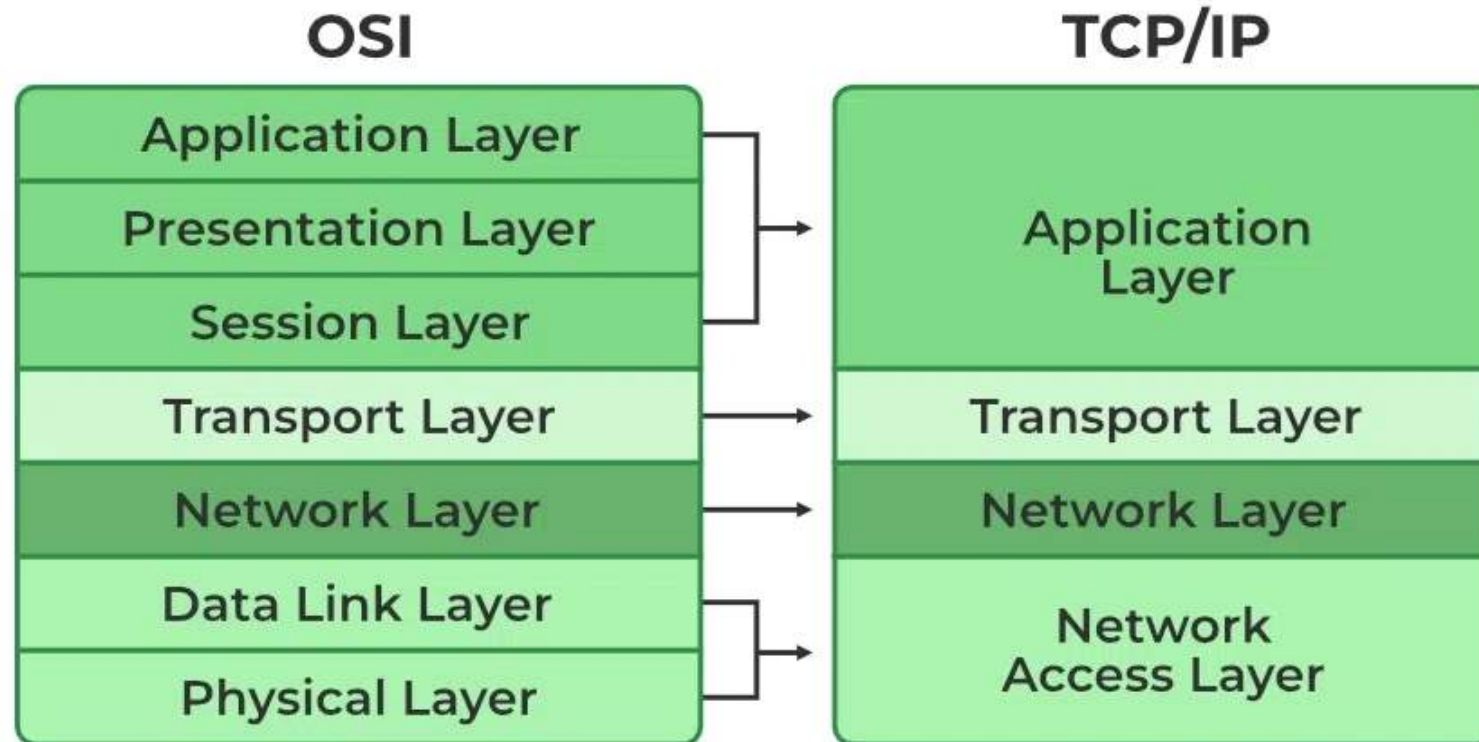 OSI
Application Layer
Presentation Layer
Session Layer
Transport Layer
Network Layer
Data Link Layer
Physical Layer
TCP/IP
Application
Layer
Transport Layer
Network Layer
Network
Access Layer